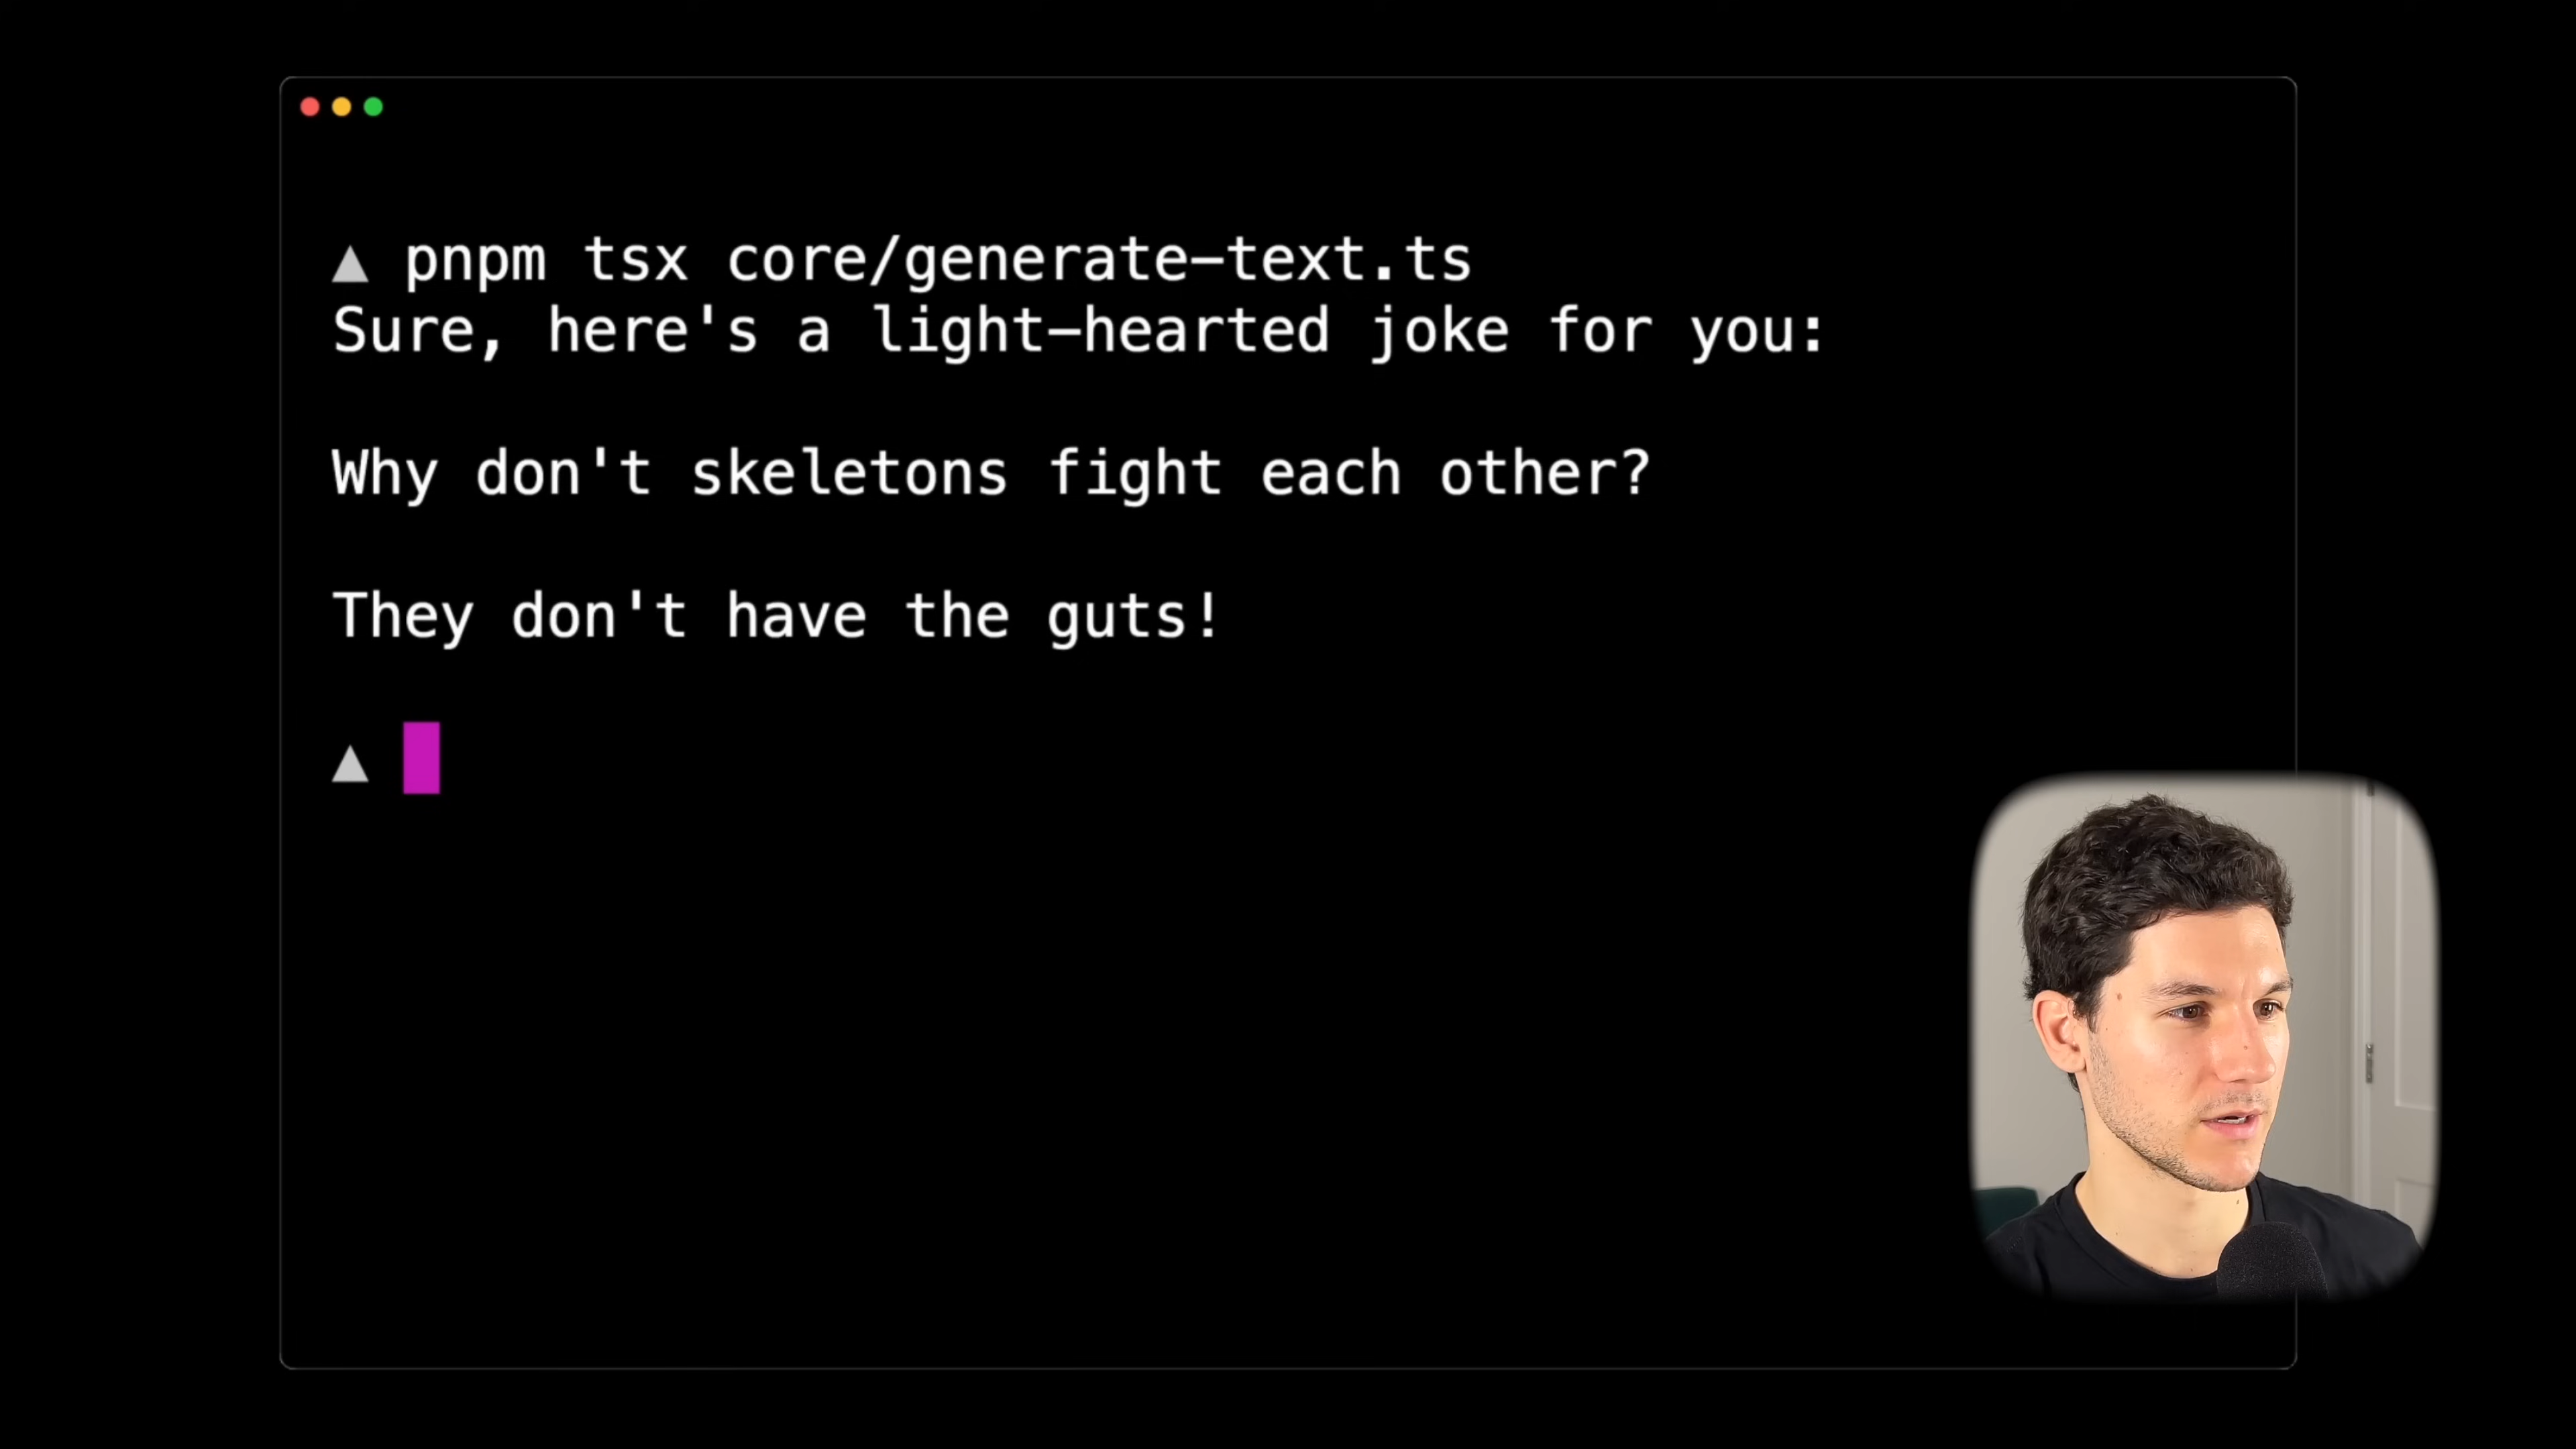 ▲ pnpm tsx core/generate-text.ts
Sure, here's a light-hearted joke for you:
Why don't skeletons fight each other?
They don't have the guts!
▲